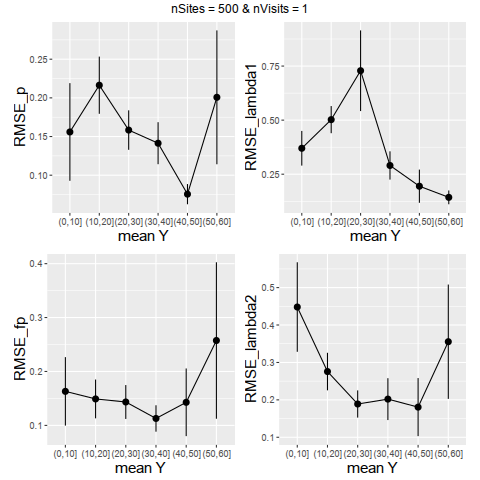 nSites = 500 & nVisits = 1
RMSE_p
0.25
0.20
0.15
0.10
(0,10] (10,20] (20,30] (30,40] (40,50] (50,60]
mean Y
RMSE_lambda1
0.75
0.50
0.25
(0,10] (10,20] (20,30] (30,40] (40,50] (50,60]
mean Y
RMSE_fp
0.4
0.3
0.2
0.1
(0,10] (10,20] (20,30] (30,40] (40,50] (50,60]
mean Y
RMSE_lambda2
0.5
0.4
0.3
0.2
0.1
(0,10] (10,20] (20,30] (30,40] (40,50] (50,60]
mean Y